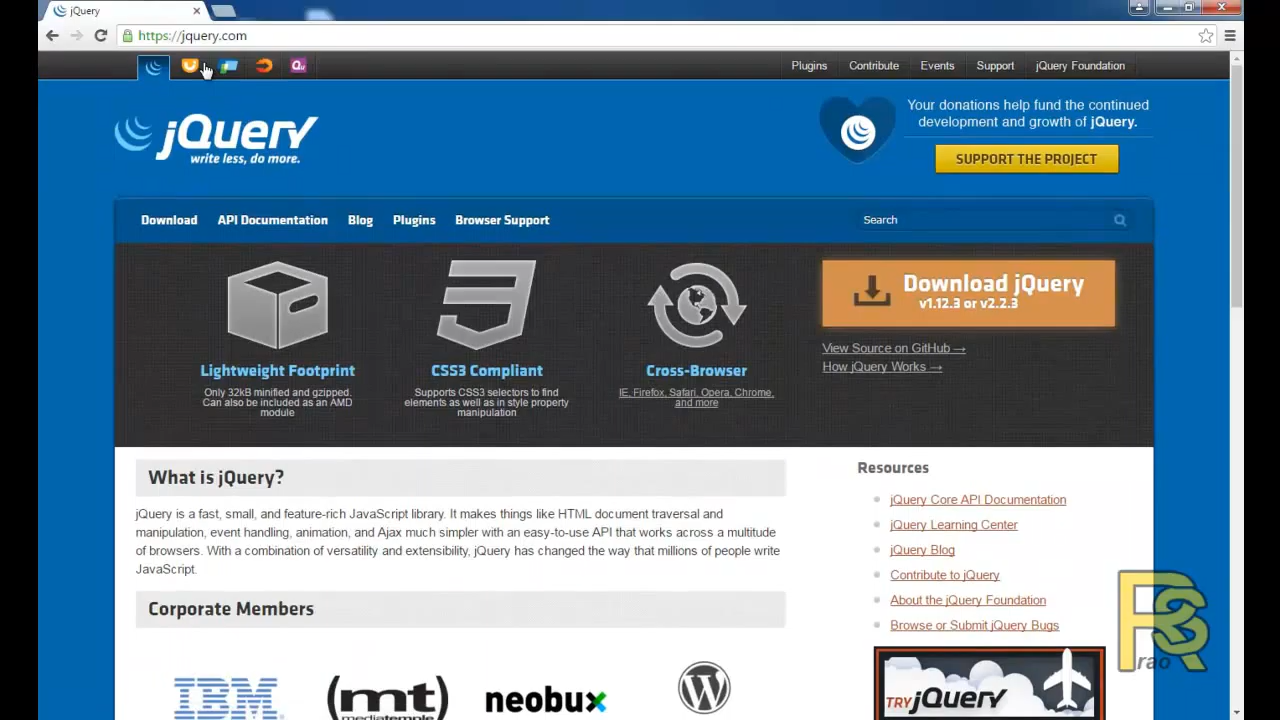 jQuery
https://jquery.com
Qu
Plugins
Contribute
Events
Support
jQuery Foundation
jQuery
write less, do more.
Your donations help fund the continued
development and growth of jQuery.
SUPPORT THE PROJECT
Download
API Documentation
Blog
Plugins
Browser Support
Search
Lightweight Footprint
Only 32kB minified and gzipped.
Can also be included as an AMD
module
CSS3 Compliant
Supports CSS3 selectors to find
elements as well as in style property
manipulation
Cross-Browser
IE, Firefox, Safari, Opera, Chrome,
and more
Download jQuery
v1.12.3 or v2.2.3
View Source on GitHub →
How jQuery Works →
What is jQuery?
jQuery is a fast, small, and feature-rich JavaScript library. It makes things like HTML document traversal and
manipulation, event handling, animation, and Ajax much simpler with an easy-to-use API that works across a multitude
of browsers. With a combination of versatility and extensibility, jQuery has changed the way that millions of people write
JavaScript.
Corporate Members
IBM
(mt)
mediatemple
neobux
Resources
jQuery Core API Documentation
jQuery Learning Center
jQuery Blog
Contribute to jQuery
About the jQuery Foundation
Browse or Submit jQuery Bugs
TRY jQuery
RS
rao